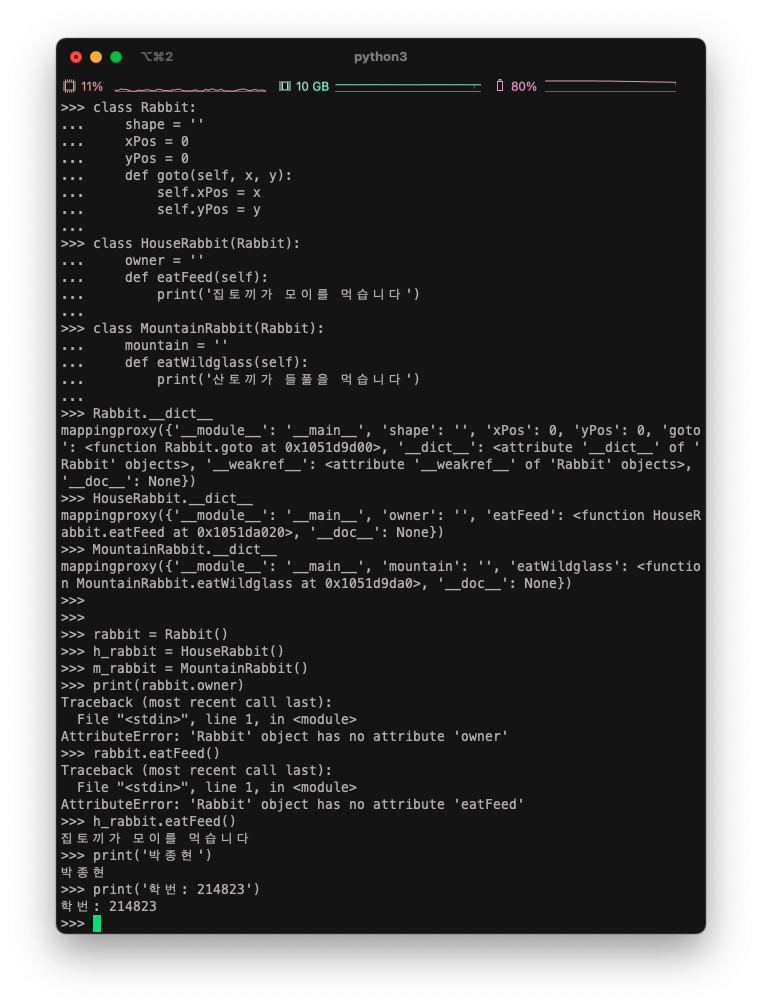 ⌥⌘2 python3
11% 10 GB 80%
>>> class Rabbit:
...     shape = ''
...     xPos = 0
...     yPos = 0
...     def goto(self, x, y):
...         self.xPos = x
...         self.yPos = y
...
>>> class HouseRabbit(Rabbit):
...     owner = ''
...     def eatFeed(self):
...         print('집토끼가 모이를 먹습니다')
...
>>> class MountainRabbit(Rabbit):
...     mountain = ''
...     def eatWildglass(self):
...         print('산토끼가 들풀을 먹습니다')
...
>>> Rabbit.__dict__
mappingproxy({'__module__': '__main__', 'shape': '', 'xPos': 0, 'yPos': 0, 'goto
': <function Rabbit.goto at 0x1051d9d00>, '__dict__': <attribute '__dict__' of '
Rabbit' objects>, '__weakref__': <attribute '__weakref__' of 'Rabbit' objects>,
'__doc__': None})
>>> HouseRabbit.__dict__
mappingproxy({'__module__': '__main__', 'owner': '', 'eatFeed': <function HouseR
abbit.eatFeed at 0x1051da020>, '__doc__': None})
>>> MountainRabbit.__dict__
mappingproxy({'__module__': '__main__', 'mountain': '', 'eatWildglass': <functio
n MountainRabbit.eatWildglass at 0x1051d9da0>, '__doc__': None})
>>>
>>>
>>> rabbit = Rabbit()
>>> h_rabbit = HouseRabbit()
>>> m_rabbit = MountainRabbit()
>>> print(rabbit.owner)
Traceback (most recent call last):
  File "<stdin>", line 1, in <module>
AttributeError: 'Rabbit' object has no attribute 'owner'
>>> rabbit.eatFeed()
Traceback (most recent call last):
  File "<stdin>", line 1, in <module>
AttributeError: 'Rabbit' object has no attribute 'eatFeed'
>>> h_rabbit.eatFeed()
집토끼가 모이를 먹습니다
>>> print('박종현')
박종현
>>> print('학번: 214823')
학번: 214823
>>>